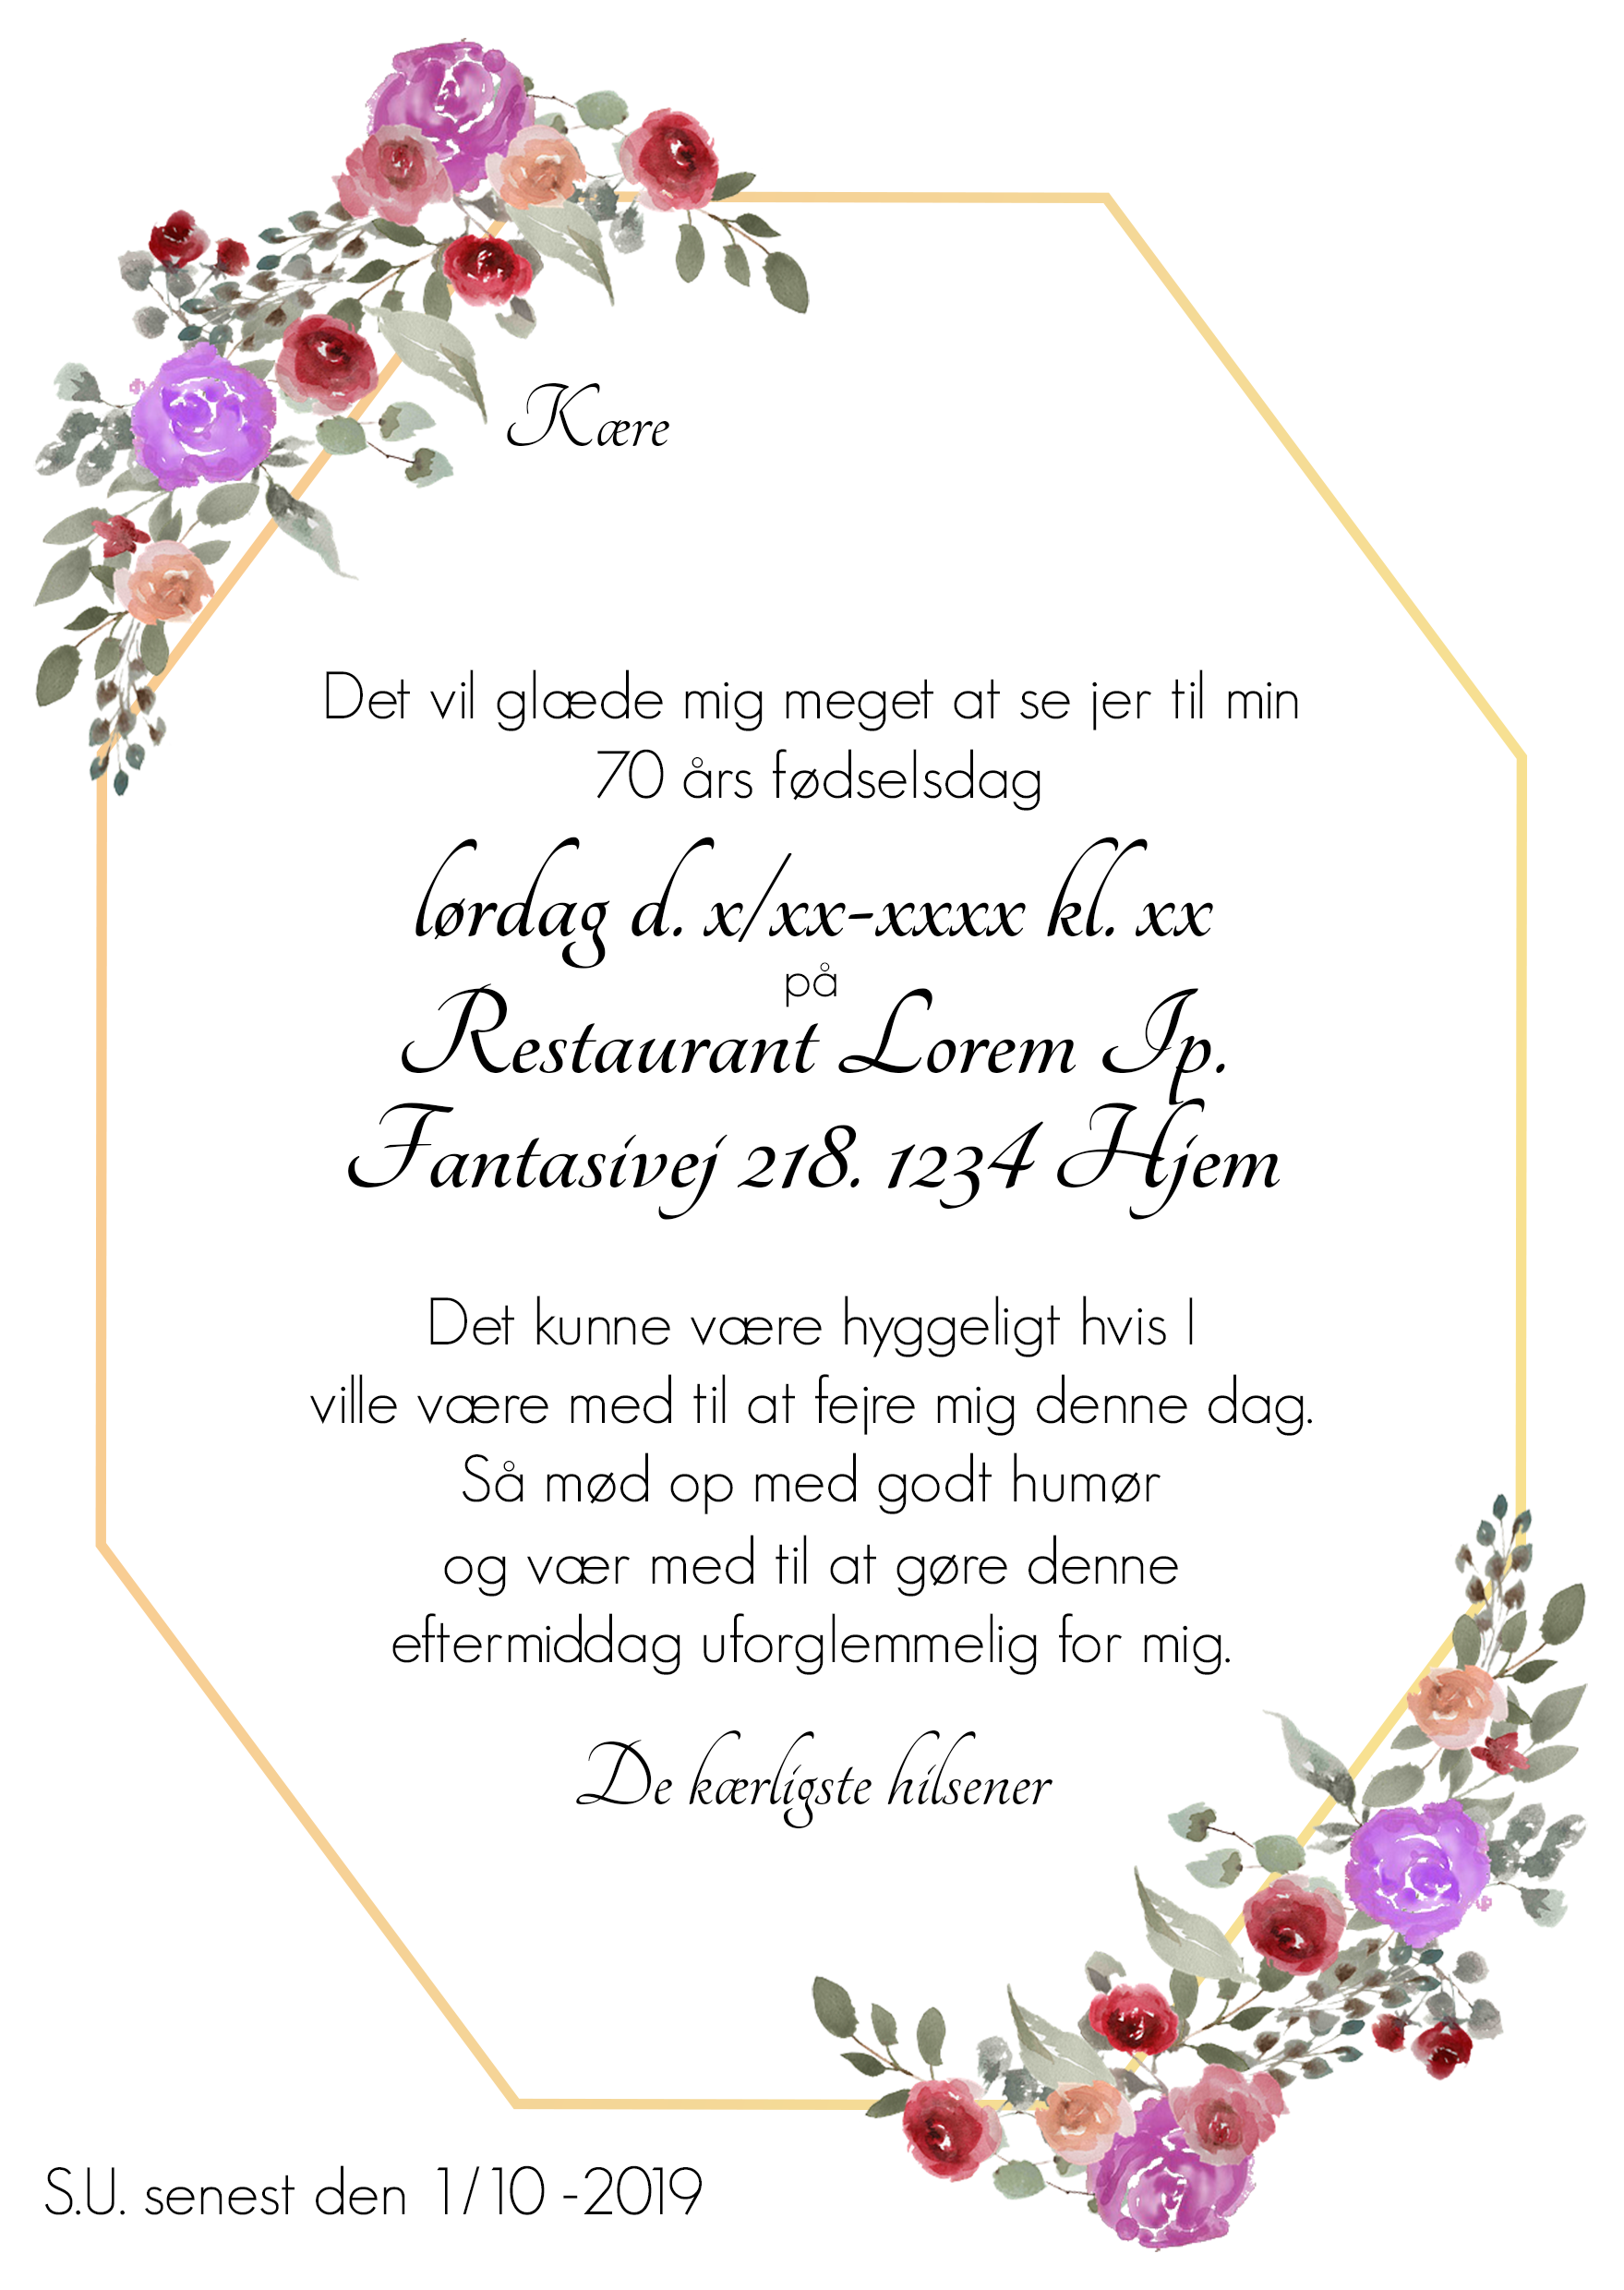 Kære
Det vil glæde mig meget at se jer til min
70 års fødselsdag
lørdag d. x/xx-xxxx kl. xx
på
Restaurant Lorem Ip.
Fantasivej 218. 1234 Hjem
Det kunne være hyggeligt hvis I
ville være med til at fejre mig denne dag.
Så mød op med godt humør
og vær med til at gøre denne
eftermiddag uforglemmelig for mig.
De kærligste hilsener
S.U. senest den 1/10 -2019